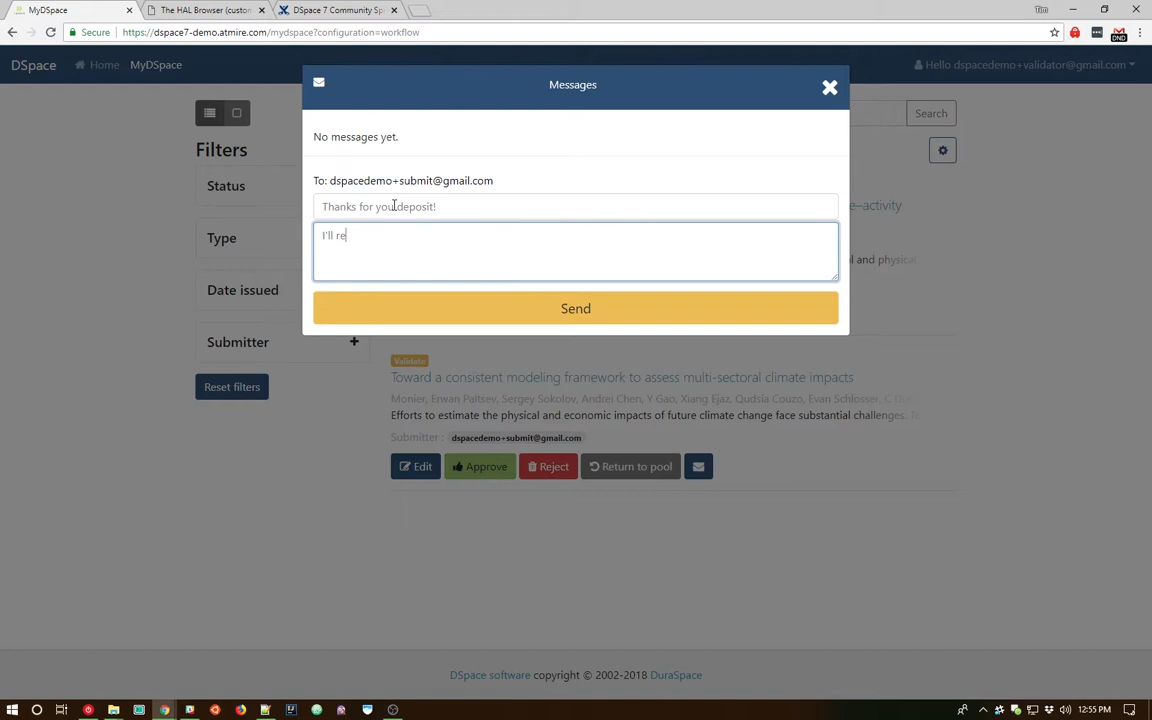 MyDSpace
The HAL Browser (custom
DSpace 7 Community Sp
Tim
Secure
https://dspace7-demo.atmire.com/mydspace?configuration=workflow
DND
DSpace
Home
MyDSpace
Hello dspacedemo+validator@gmail.com
Messages
Search
No messages yet.
Filters
Status
To: dspacedemo+submit@gmail.com
Thanks for you deposit!
e–activity
I'll re
Type
al and physica
Date issued
Send
Submitter
Validate
Toward a consistent modeling framework to assess multi-sectoral climate impacts
Reset filters
Monier, Erwan Paltsev, Sergey Sokolov, Andrei Chen, Y Gao, Xiang Ejaz, Qudsia Couzo, Evan Schlosser, C
Efforts to estimate the physical and economic impacts of future climate change face substantial challenges.
Submitter : dspacedemo+submit@gmail.com
Edit
Approve
Reject
Return to pool
DSpace software copyright © 2002-2018 DuraSpace
12:55 PM